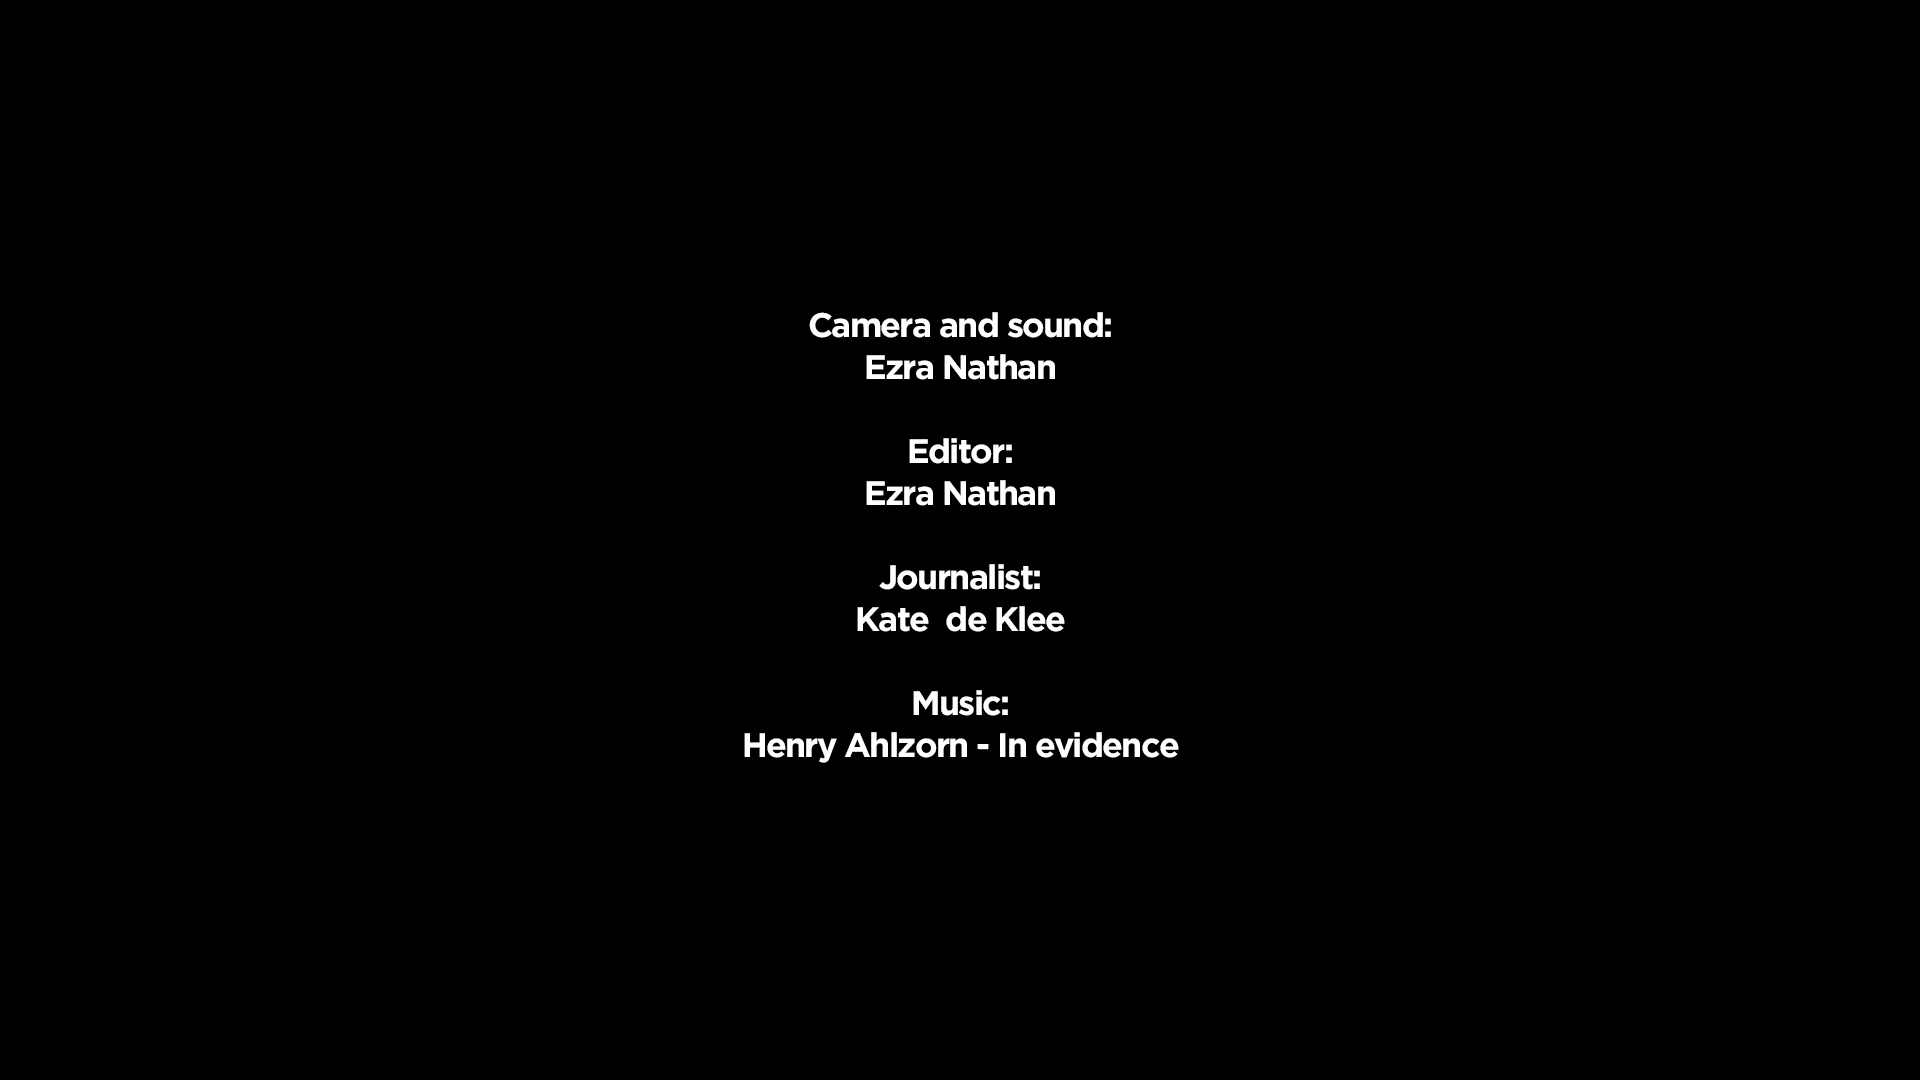 Camera and sound:
Ezra Nathan
Editor:
Ezra Nathan
Journalist:
Kate  de Klee
Music:
Henry Ahlzorn - In evidence